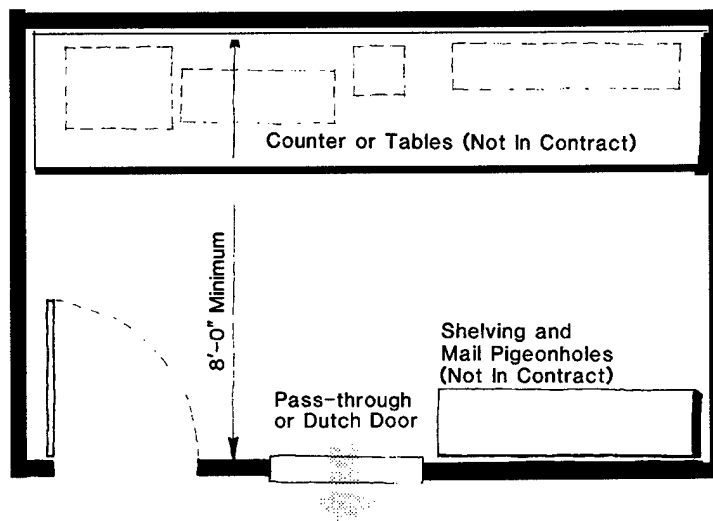 Counter or Tables (Not In Contract)
8'-0" Minimum
Shelving and
Mail Pigeonholes
(Not In Contract)
Pass-through
or Dutch Door